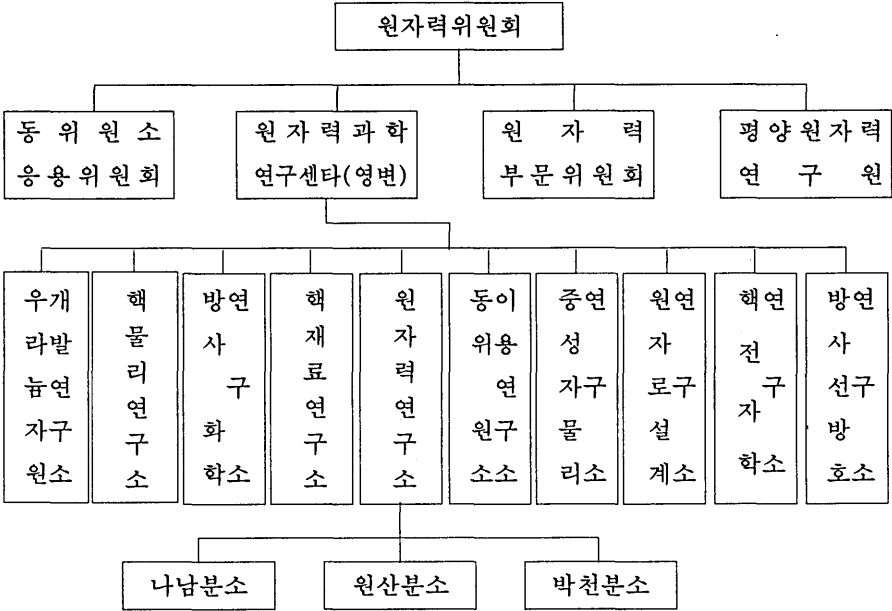 원자력위원회
동위원소
응용위원회
원자력과학
연구센타(영변)
원자력
부문위원회
평양원자력
연구원
우라늄자원
개발연구소
핵물리연구소
방사화학
연구소
핵재료연구소
원자력연구소
동위원소
이용연구소
중성자물리
연구소
원자로설계
연구소
핵전자학
연구소
방사선방호
연구소
나남분소
원산분소
박천분소